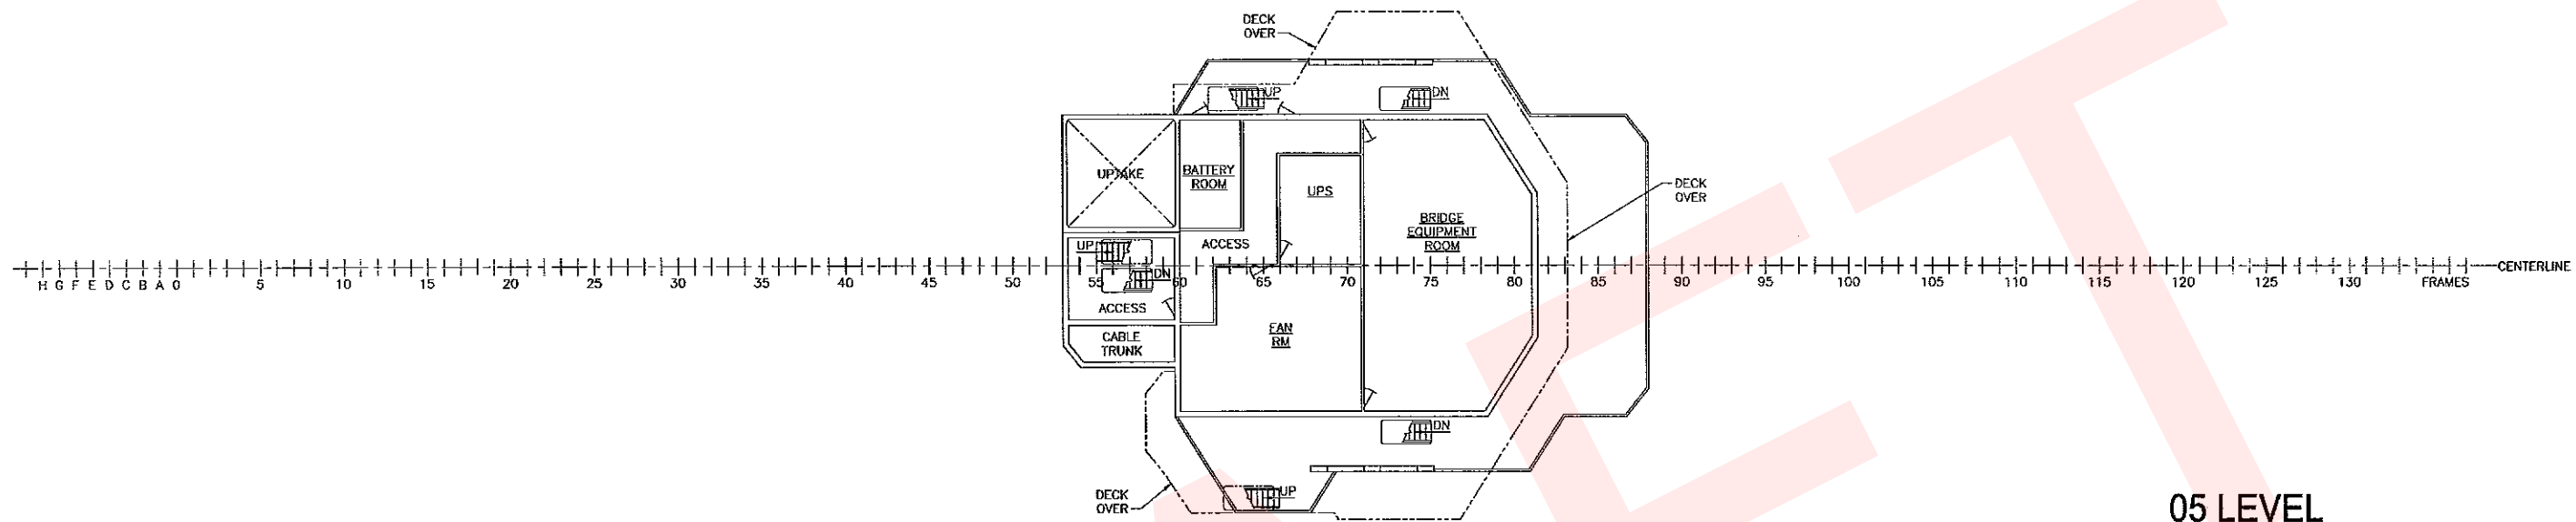 DECK
OVER
UP
DN
UPTAKE
BATTERY
ROOM
UPS
DECK
OVER
BRIDGE
EQUIPMENT
ROOM
UP
ACCESS
DN
CENTERLINE
H G F E D C B A 0 5 10 15 20 25 30 35 40 45 50 55 60 65 70 75 80 85 90 95 100 105 110 115 120 125 130 FRAMES
ACCESS
FAN
RM
CABLE
TRUNK
DN
DECK
OVER
UP
05 LEVEL